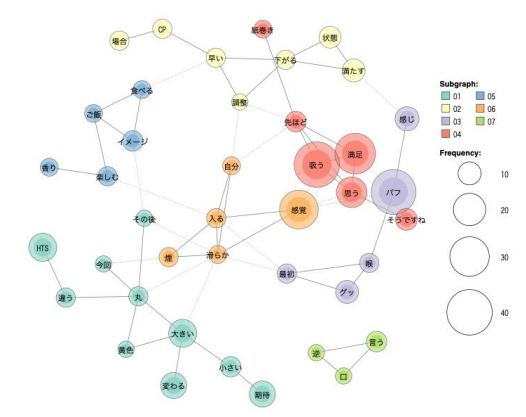 紙巻き
CP
場合
状態
早い
下がる
満たす
食べる
調整
ご飯
先ほど
感じ
イメージ
満足
吸う
香り
自分
楽しむ
思う
パフ
感覚
その後
入る
そうですね
HTS
煙
滑らか
今回
最初
喉
違う
丸
グッ
大きい
黄色
逆
言う
小さい
口
変わる
期待
Subgraph:
01 05
02 06
03 07
04
Frequency:
10
20
30
40